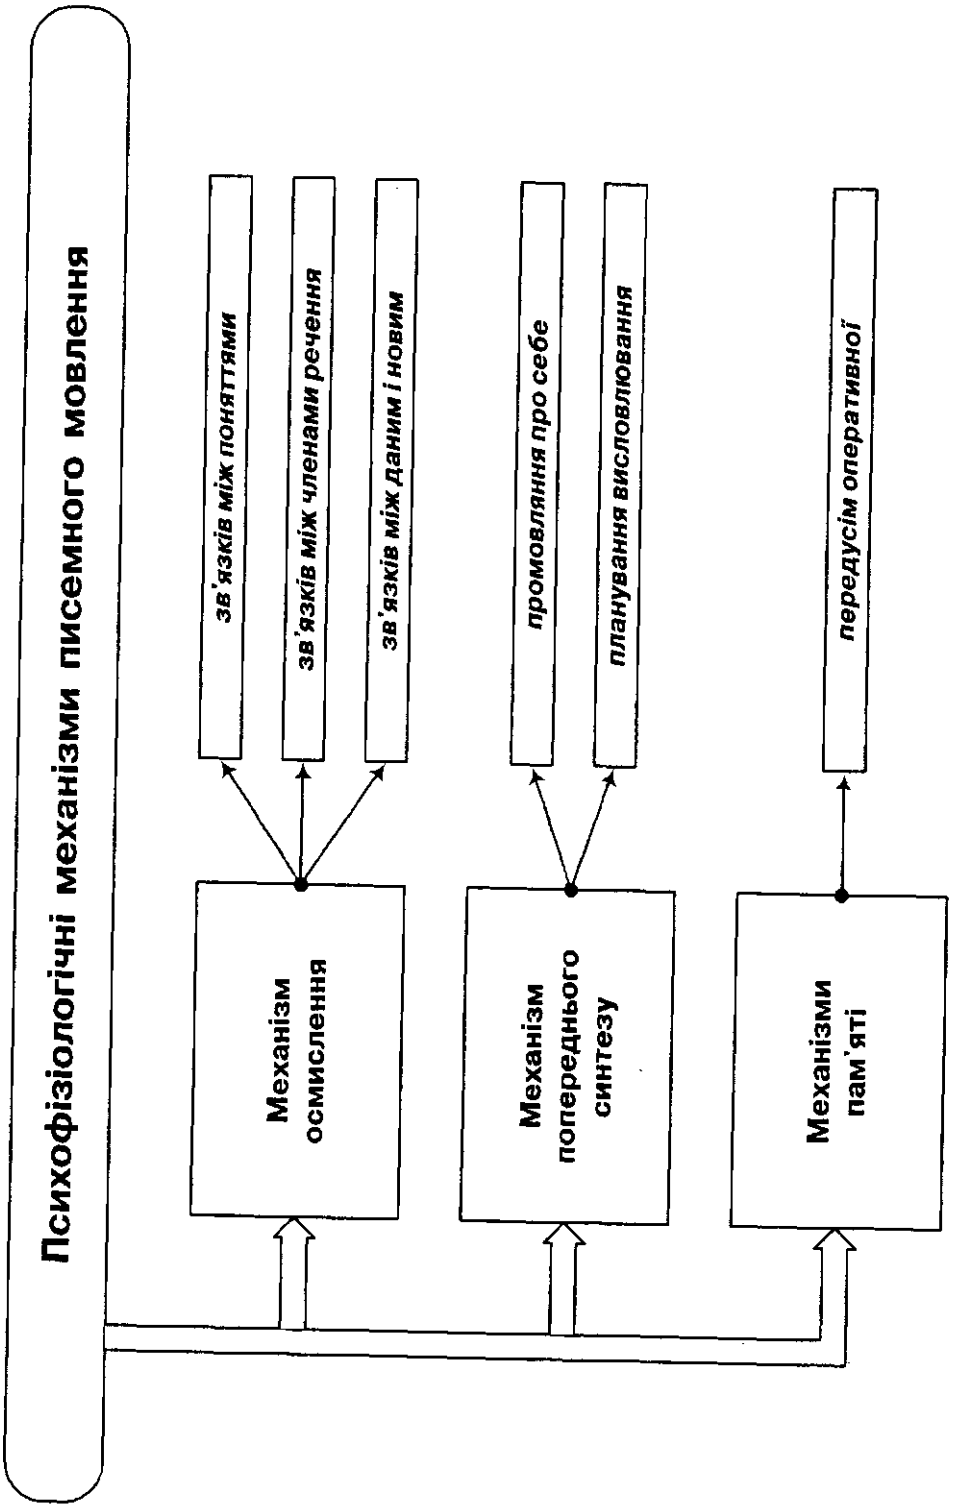 Психофізіологічні механізми писемного мовлення
Механізм
осмислення
зв'язків між поняттями
зв'язків між членами речення
зв'язків між даним і новим
Механізм
попереднього
синтезу
промовляння про себе
планування висловлювання
Механізми
пам'яті
передусім оперативної